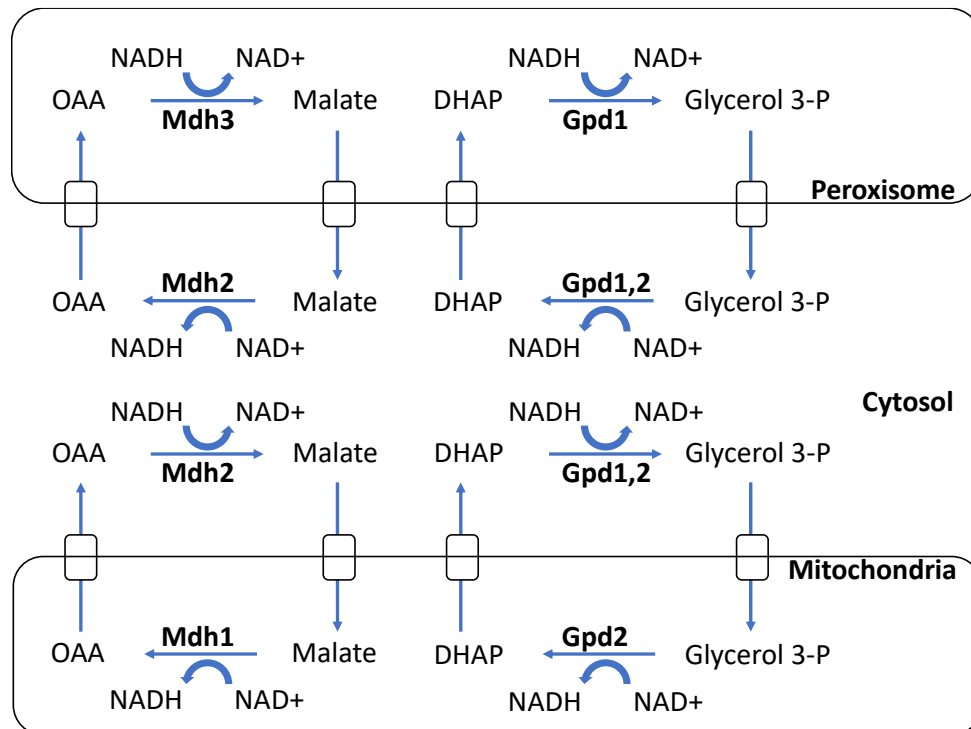 NADH NAD+ NADH NAD+
OAA Malate DHAP Glycerol 3-P
Mdh3 Gpd1
Peroxisome
Mdh2 Gpd1,2
OAA Malate DHAP Glycerol 3-P
NADH NAD+ NADH NAD+
Cytosol
NADH NAD+ NADH NAD+
OAA Malate DHAP Glycerol 3-P
Mdh2 Gpd1,2
Mitochondria
Mdh1 Gpd2
OAA Malate DHAP Glycerol 3-P
NADH NAD+ NADH NAD+